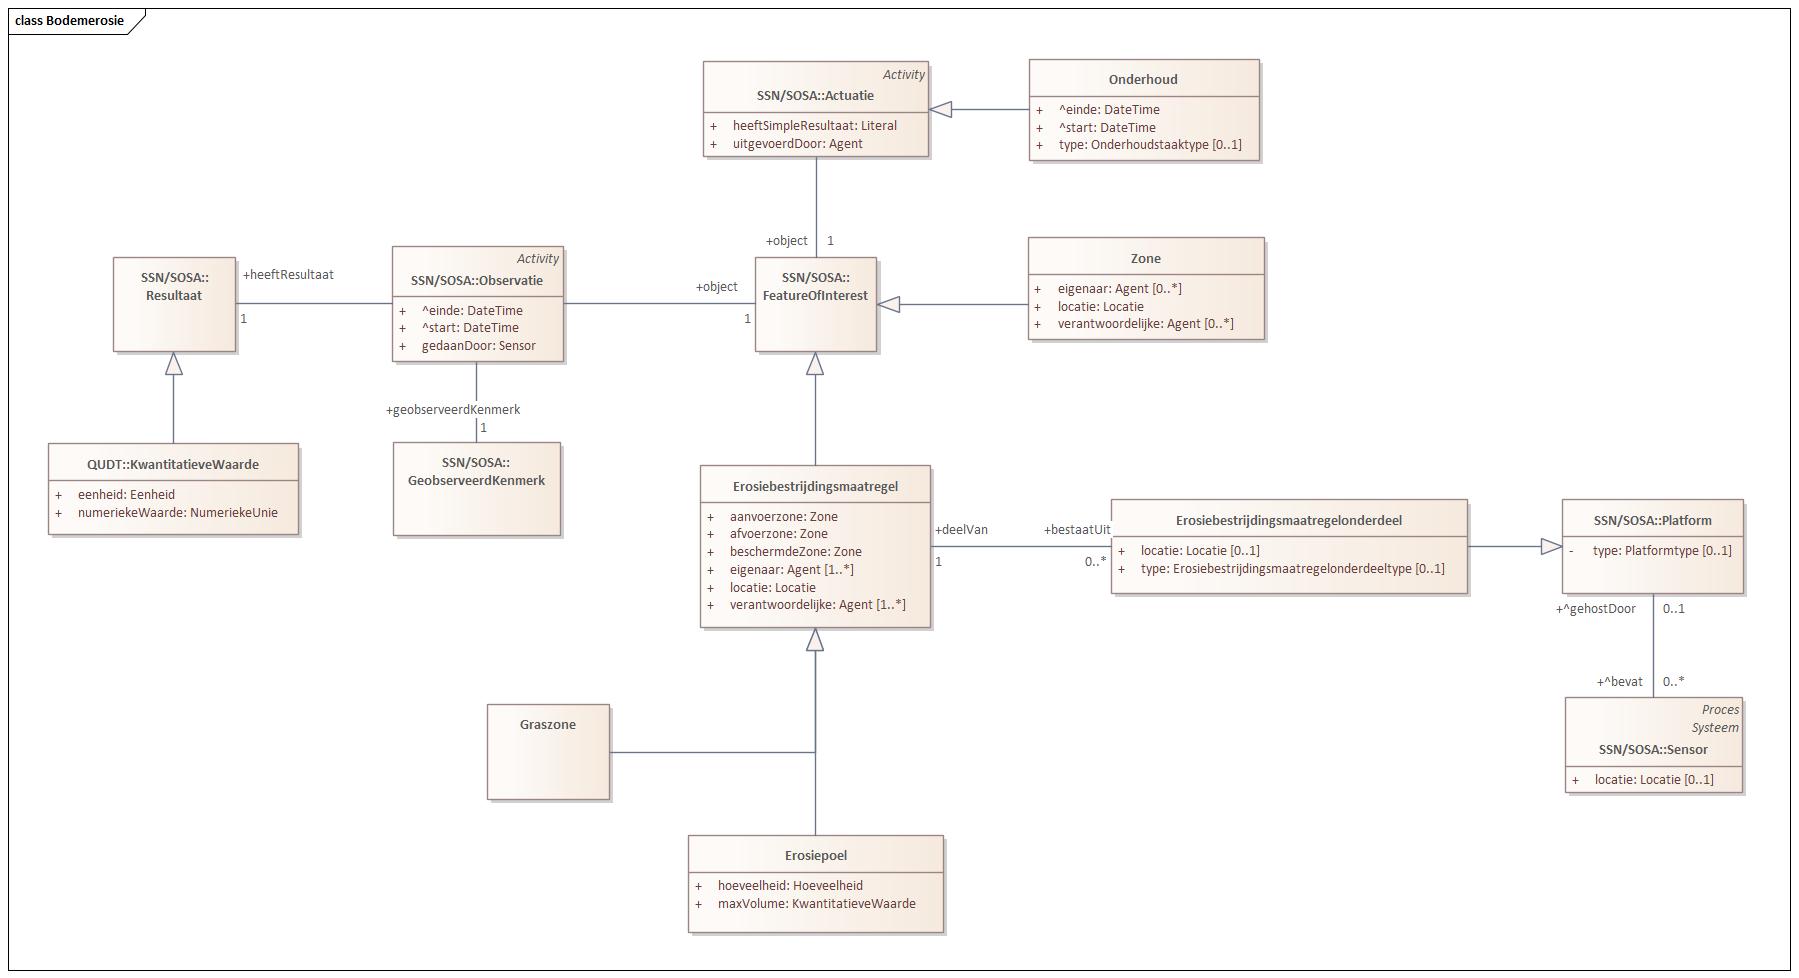 class Bodemerosie
Activity
SSN/SOSA::Actuatie
+ heeftSimpleResultaat: Literal
+ uitgevoerdDoor: Agent
Onderhoud
+ ^einde: DateTime
+ ^start: DateTime
+ type: Onderhoudstaaktype [0..1]
+object 1
SSN/SOSA::
Resultaat
+heeftResultaat
1
Activity
SSN/SOSA::Observatie
+ ^einde: DateTime
+ ^start: DateTime
+ gedaanDoor: Sensor
+object
1
SSN/SOSA::
FeatureOfInterest
Zone
+ eigenaar: Agent [0..*]
+ locatie: Locatie
+ verantwoordelijke: Agent [0..*]
+geobserveerdKenmerk
1
QUDT::KwantitatieveWaarde
+ eenheid: Eenheid
+ numeriekeWaarde: NumeriekeUnie
SSN/SOSA::
GeobserveerdKenmerk
Erosiebestrijdingsmaatregel
+ aanvoerzone: Zone
+ afvoerzone: Zone
+ beschermdeZone: Zone
+ eigenaar: Agent [1..*]
+ locatie: Locatie
+ verantwoordelijke: Agent [1..*]
+deelVan
1
+bestaatUit
0..*
Erosiebestrijdingsmaatregelonderdeel
+ locatie: Locatie [0..1]
+ type: Erosiebestrijdingsmaatregelonderdeeltype [0..1]
SSN/SOSA::Platform
- type: Platformtype [0..1]
+^gehostDoor 0..1
+^bevat 0..*
Proces
Systeem
SSN/SOSA::Sensor
+ locatie: Locatie [0..1]
Graszone
Erosiepoel
+ hoeveelheid: Hoeveelheid
+ maxVolume: KwantitatieveWaarde